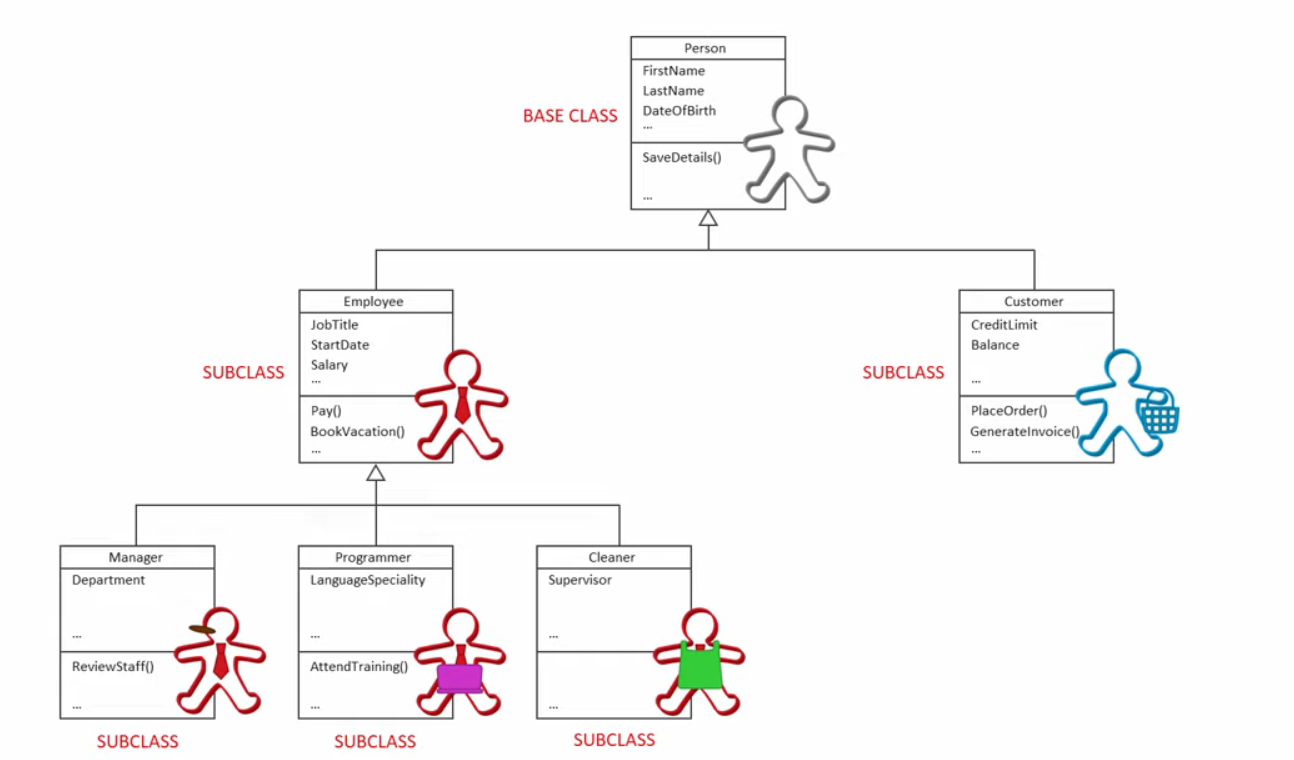 Person
FirstName
LastName
DateOfBirth
...
BASE CLASS
SaveDetails()
...
Employee
JobTitle
StartDate
Salary
...
SUBCLASS
Pay()
BookVacation()
...
Customer
CreditLimit
Balance
...
SUBCLASS
PlaceOrder()
GenerateInvoice()
...
Manager
Department
...
ReviewStaff()
...
SUBCLASS
Programmer
LanguageSpeciality
...
AttendTraining()
...
SUBCLASS
Cleaner
Supervisor
...
...
SUBCLASS